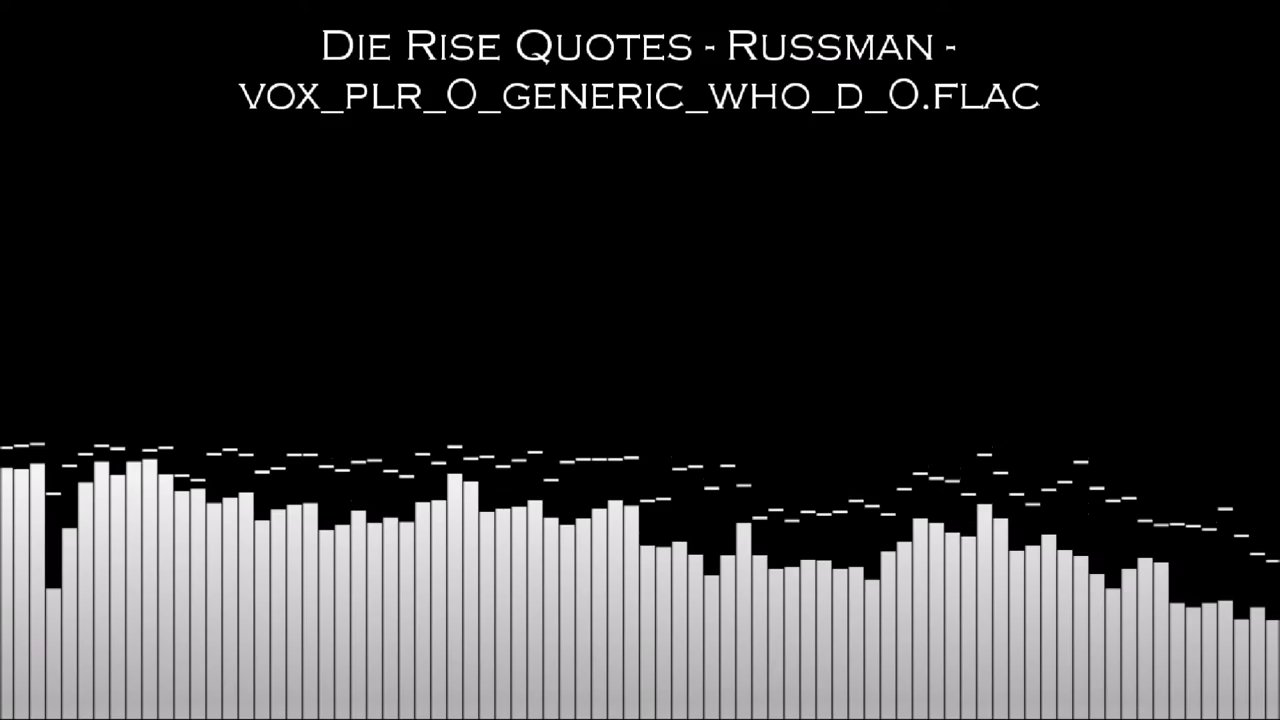 Die Rise Quotes - Russman -
vox_plr_0_generic_who_d_0.flac